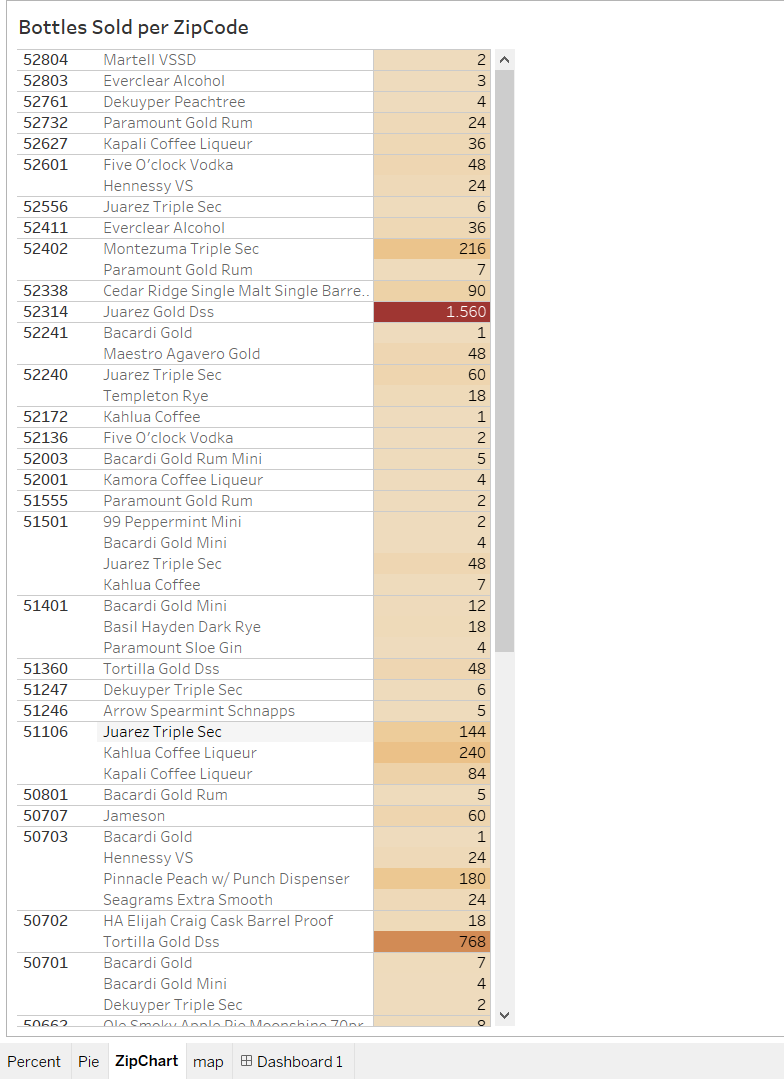 Bottles Sold per ZipCode
52804 Martell VSSD 2
52803 Everclear Alcohol 3
52761 Dekuyper Peachtree 4
52732 Paramount Gold Rum 24
52627 Kapali Coffee Liqueur 36
52601 Five O'clock Vodka 48
Hennessy VS 24
52556 Juarez Triple Sec 6
52411 Everclear Alcohol 36
52402 Montezuma Triple Sec 216
Paramount Gold Rum 7
52338 Cedar Ridge Single Malt Single Barre.. 90
52314 Juarez Gold Dss 1.560
52241 Bacardi Gold 1
Maestro Agavero Gold 48
52240 Juarez Triple Sec 60
Templeton Rye 18
52172 Kahlua Coffee 1
52136 Five O'clock Vodka 2
52003 Bacardi Gold Rum Mini 5
52001 Kamora Coffee Liqueur 4
51555 Paramount Gold Rum 2
51501 99 Peppermint Mini 2
Bacardi Gold Mini 4
Juarez Triple Sec 48
Kahlua Coffee 7
51401 Bacardi Gold Mini 12
Basil Hayden Dark Rye 18
Paramount Sloe Gin 4
51360 Tortilla Gold Dss 48
51247 Dekuyper Triple Sec 6
51246 Arrow Spearmint Schnapps 5
51106 Juarez Triple Sec 144
Kahlua Coffee Liqueur 240
Kapali Coffee Liqueur 84
50801 Bacardi Gold Rum 5
50707 Jameson 60
50703 Bacardi Gold 1
Hennessy VS 24
Pinnacle Peach w/ Punch Dispenser 180
Seagrams Extra Smooth 24
50702 HA Elijah Craig Cask Barrel Proof 18
Tortilla Gold Dss 768
50701 Bacardi Gold 7
Bacardi Gold Mini 4
Dekuyper Triple Sec 2
50662 Ole Smoky Apple Pie Moonshine 70pr 8
Percent Pie ZipChart map Dashboard 1